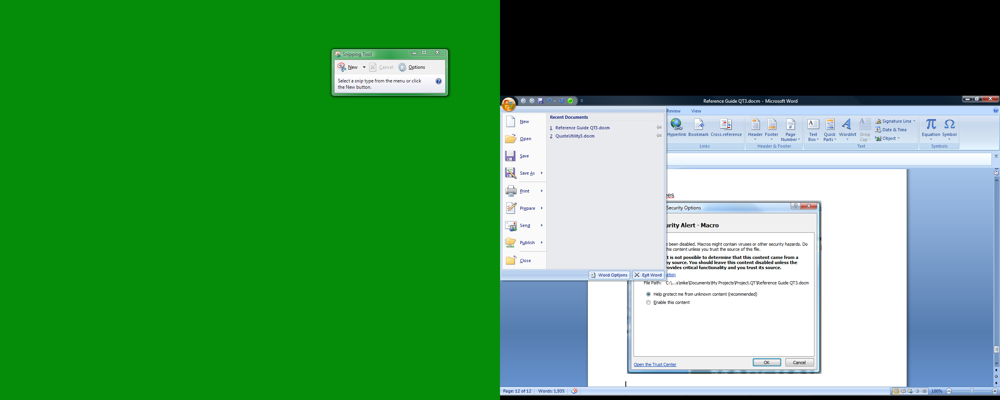 Snipping Tool
New
Cancel
Options
Select a snip type from the menu or click
the New button.
Reference Guide QT3.docm - Microsoft Word
Review View
New
Open
Save
Save As
Print
Prepare
Send
Publish
Close
Recent Documents
1 Reference Guide QT3.docm
2 QuoteUtility3.docm
Word Options
Exit Word
Hyperlink Bookmark Cross-reference
Links
Header Footer Page Number
Header & Footer
Text Box Quick Parts WordArt Drop Cap
Signature Line
Date & Time
Object
Text
Equation Symbol
Symbols
ees
Security Options
urity Alert - Macro
e been disabled. Macros might contain viruses or other security hazards. Do
his content unless you trust the source of this file.
t is not possible to determine that this content came from a
y source. You should leave this content disabled unless the
rovides critical functionality and you trust its source.
ation
File Path: C:\...s\mike\Documents\My Projects\Project.QT\Reference Guide QT3.docm
Help protect me from unknown content (recommended)
Enable this content
Open the Trust Center
OK
Cancel
Page: 12 of 12 Words: 1,935
100%